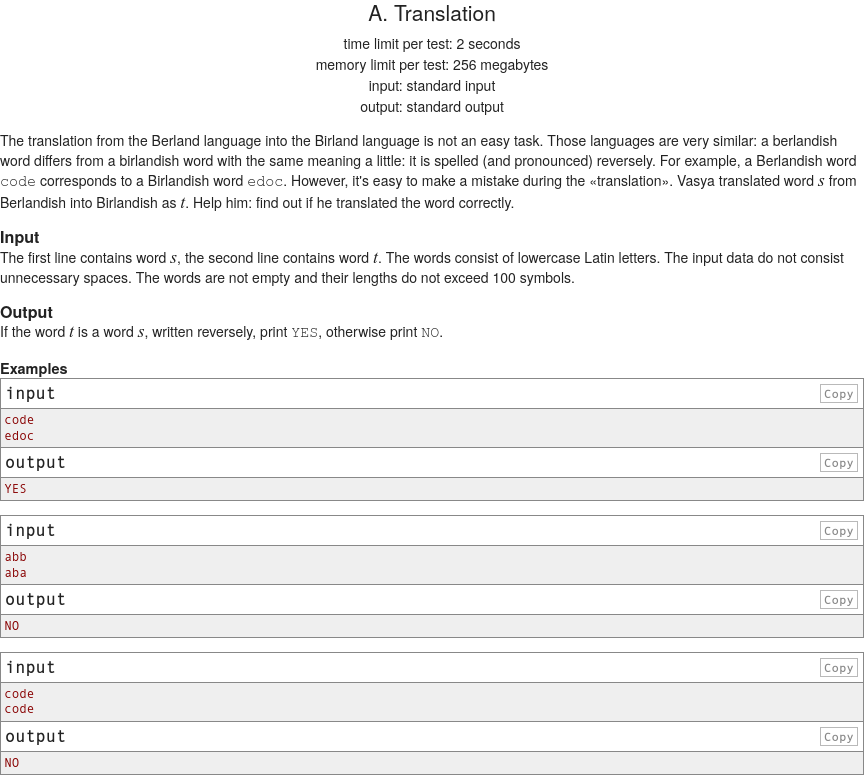 A. Translation
time limit per test: 2 seconds
memory limit per test: 256 megabytes
input: standard input
output: standard output
The translation from the Berland language into the Birland language is not an easy task. Those languages are very similar: a berlandish
word differs from a birlandish word with the same meaning a little: it is spelled (and pronounced) reversely. For example, a Berlandish word
code corresponds to a Birlandish word edoc. However, it's easy to make a mistake during the «translation». Vasya translated word s from
Berlandish into Birlandish as t. Help him: find out if he translated the word correctly.
Input
The first line contains word s, the second line contains word t. The words consist of lowercase Latin letters. The input data do not consist
unnecessary spaces. The words are not empty and their lengths do not exceed 100 symbols.
Output
If the word t is a word s, written reversely, print YES, otherwise print NO.
Examples
input Copy
code
edoc
output Copy
YES
input Copy
abb
aba
output Copy
NO
input Copy
code
code
output Copy
NO